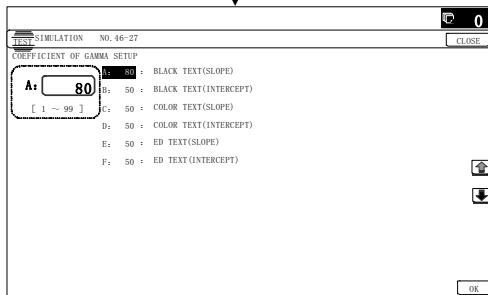 0
TEST SIMULATION NO.46-27
CLOSE
COEFFICIENT OF GAMMA SETUP
A: 80
[ 1 ～ 99 ]
A: 80 : BLACK TEXT(SLOPE)
B: 50 : BLACK TEXT(INTERCEPT)
C: 50 : COLOR TEXT(SLOPE)
D: 50 : COLOR TEXT(INTERCEPT)
E: 50 : ED TEXT(SLOPE)
F: 50 : ED TEXT(INTERCEPT)
OK